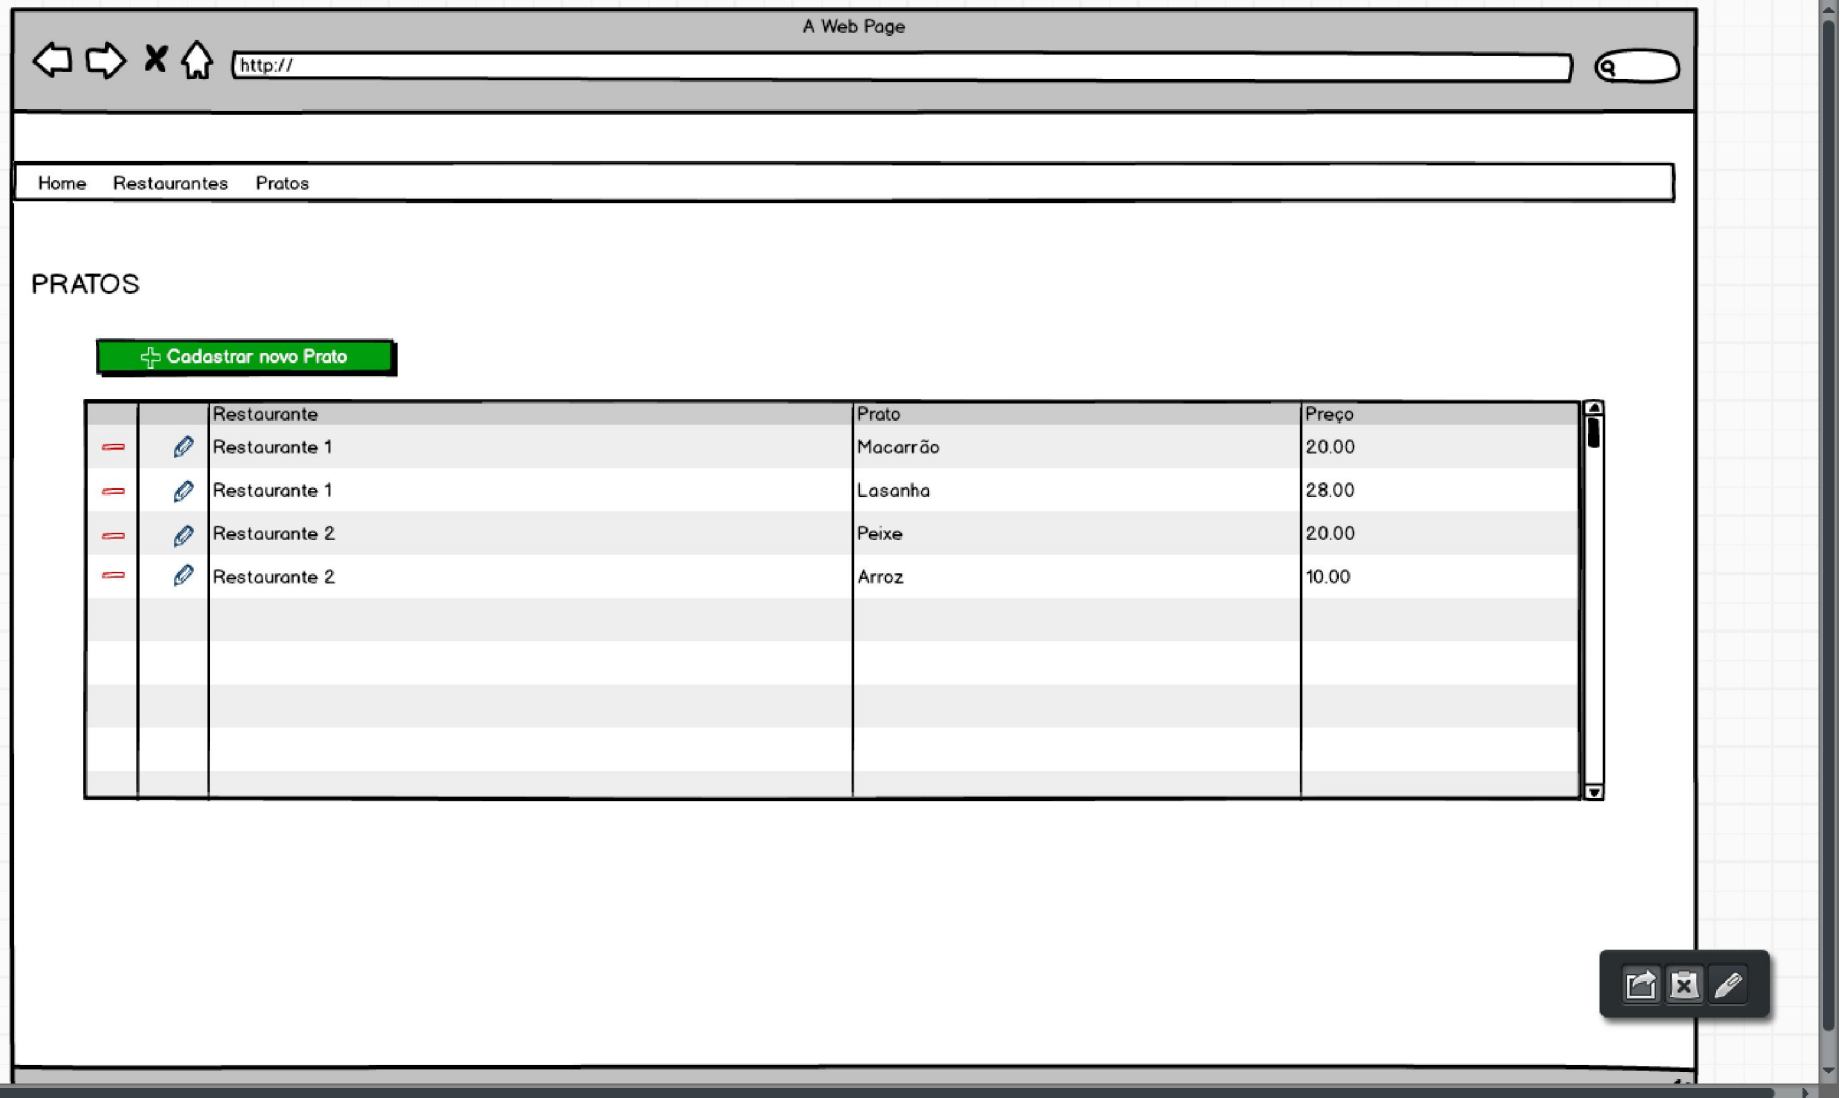 A Web Page
http://
Home Restaurantes Pratos
PRATOS
Cadastrar novo Prato
Restaurante Prato Preço
Restaurante 1 Macarrão 20.00
Restaurante 1 Lasanha 28.00
Restaurante 2 Peixe 20.00
Restaurante 2 Arroz 10.00